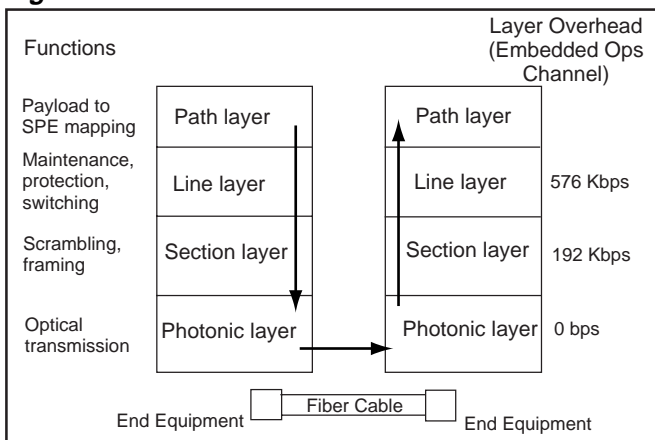 Functions
Layer Overhead
(Embedded Ops
Channel)
Payload to
SPE mapping
Path layer
Path layer
Maintenance,
protection,
switching
Line layer
Line layer
576 Kbps
Scrambling,
framing
Section layer
Section layer
192 Kbps
Optical
transmission
Photonic layer
Photonic layer
0 bps
Fiber Cable
End Equipment
End Equipment